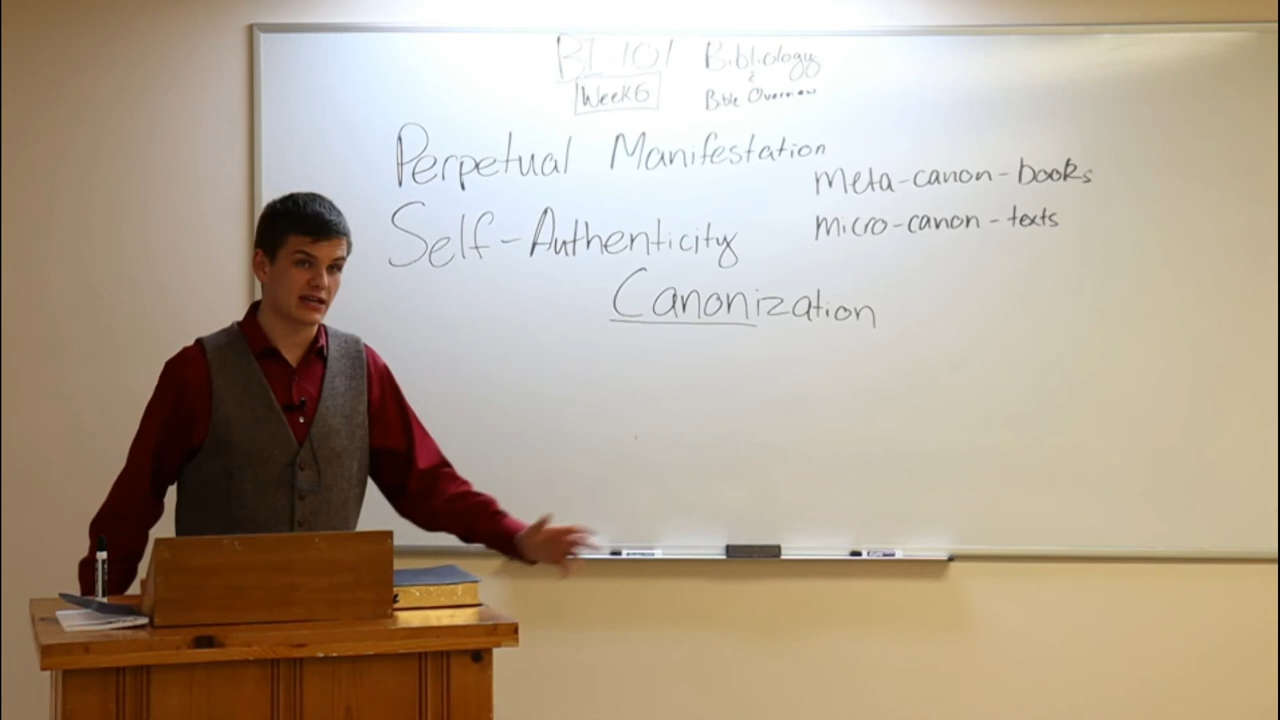 BI-101 Bibliology
Week 6 & Bible Overview
Perpetual Manifestation
meta-canon-books
Self-Authenticity micro-canon-texts
Canonization